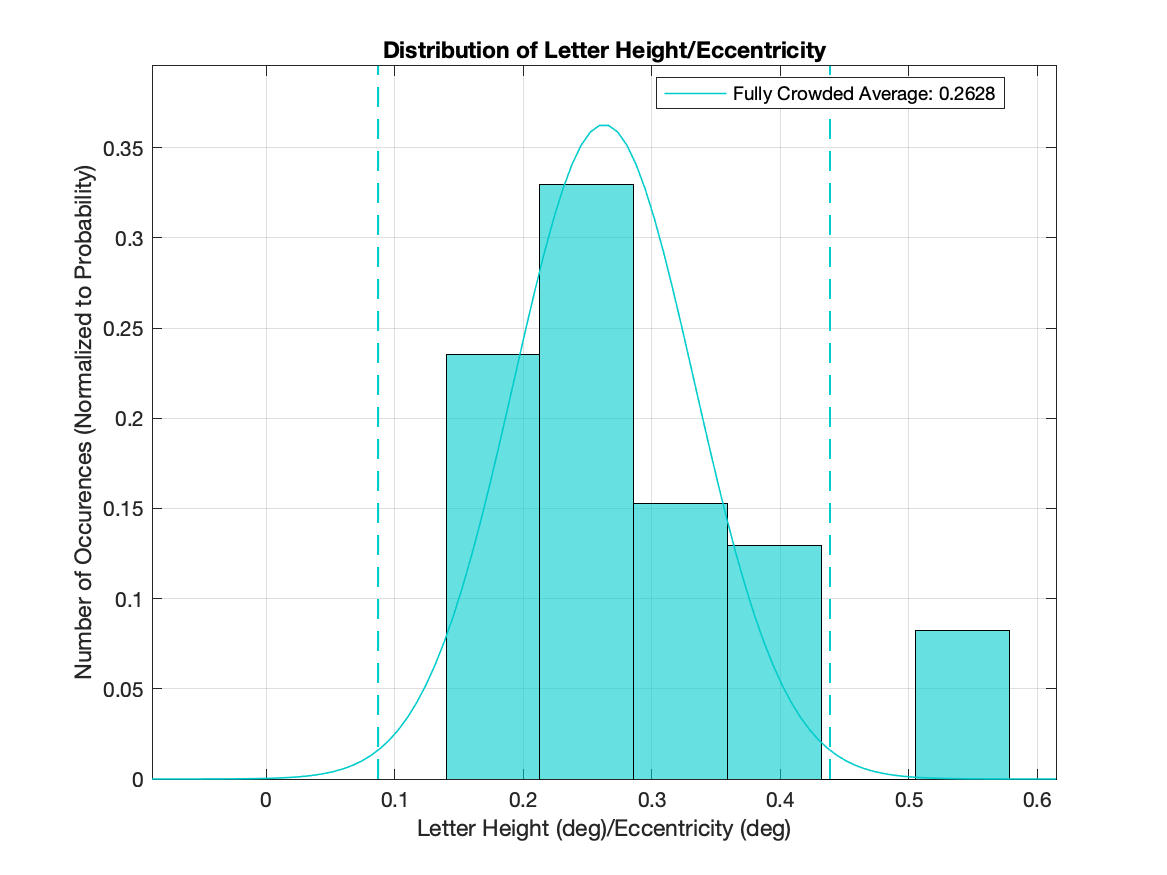 Distribution of Letter Height/Eccentricity
Fully Crowded Average: 0.2628
Number of Occurences (Normalized to Probability)
0.35
0.3
0.25
0.2
0.15
0.1
0.05
0
0 0.1 0.2 0.3 0.4 0.5 0.6
Letter Height (deg)/Eccentricity (deg)